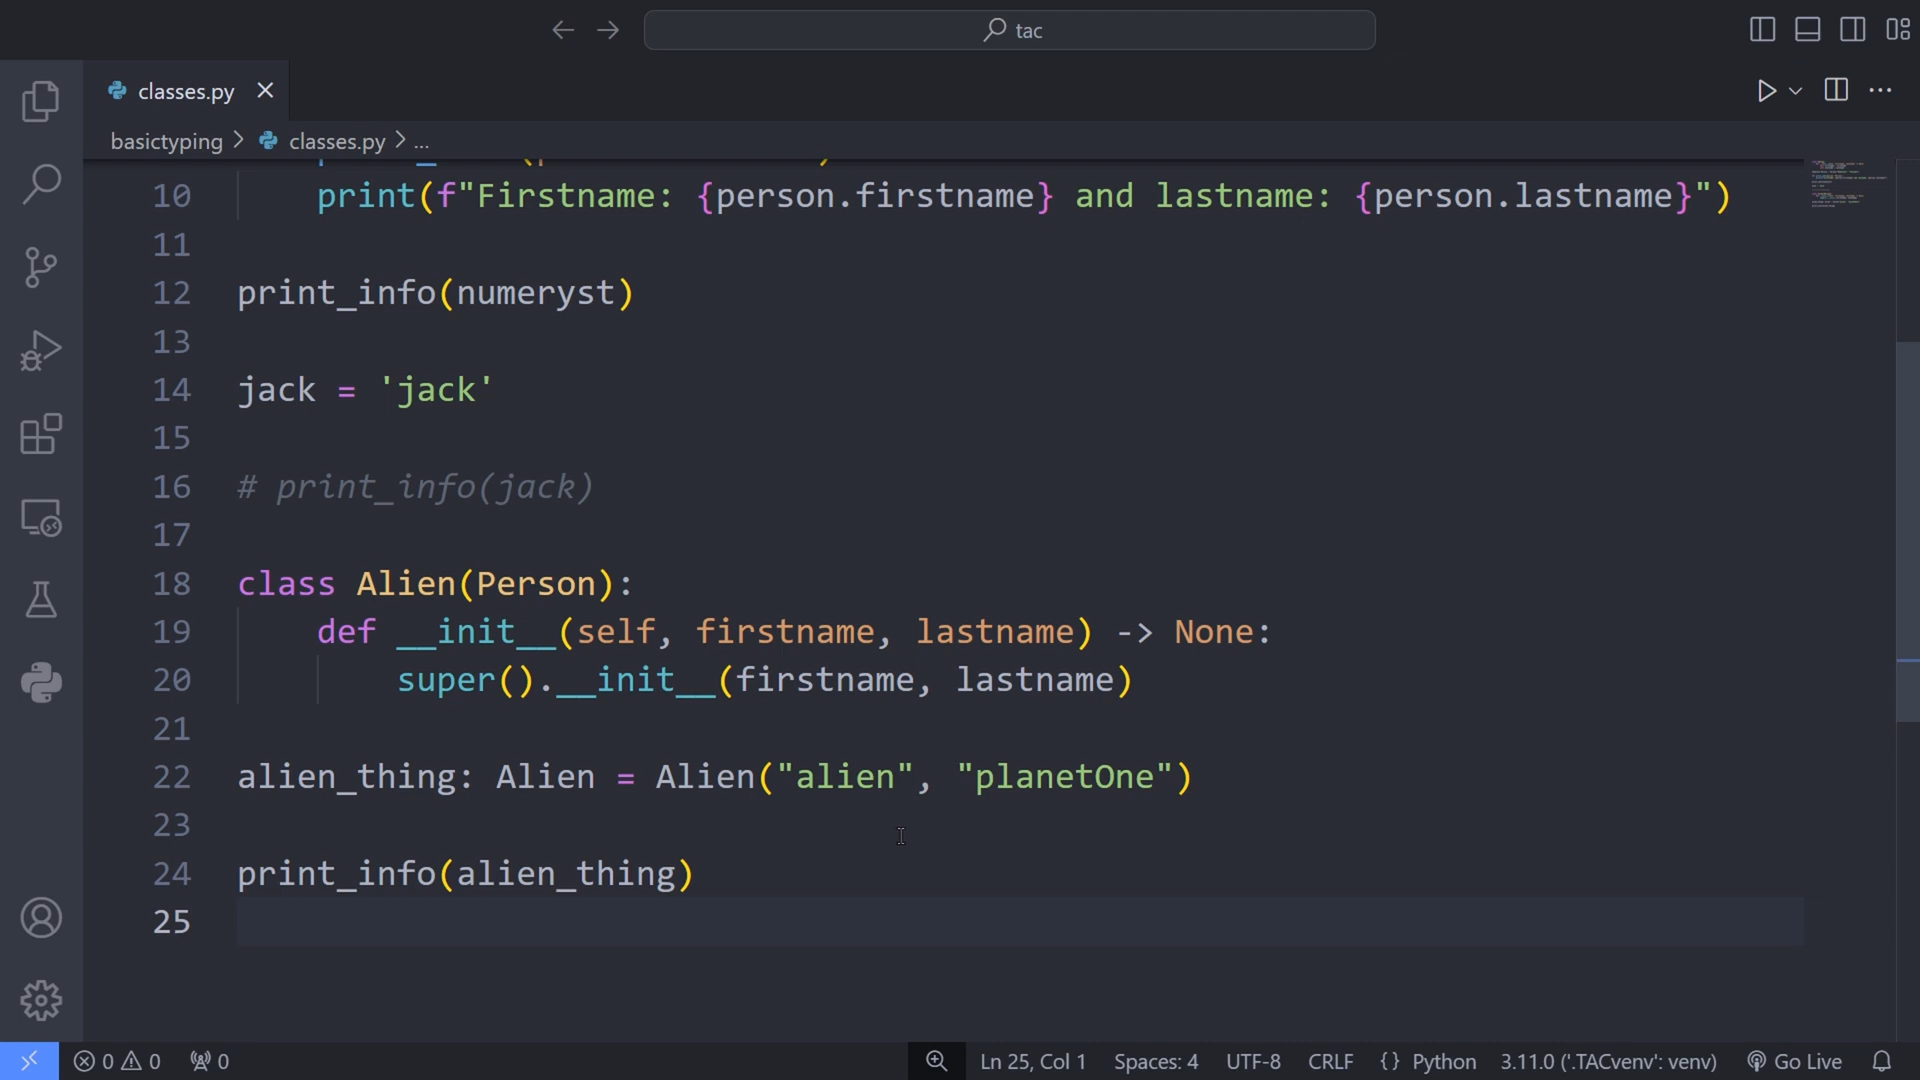 tac
classes.py
basictyping > classes.py > ...
10 print(f"Firstname: {person.firstname} and lastname: {person.lastname}")
11
12 print_info(numeryst)
13
14 jack = 'jack'
15
16 # print_info(jack)
17
18 class Alien(Person):
19 def __init__(self, firstname, lastname) -> None:
20 super().__init__(firstname, lastname)
21
22 alien_thing: Alien = Alien("alien", "planetOne")
23
24 print_info(alien_thing)
25
0 0 0 Ln 25, Col 1 Spaces: 4 UTF-8 CRLF {} Python 3.11.0 ('.TACvenv': venv) Go Live